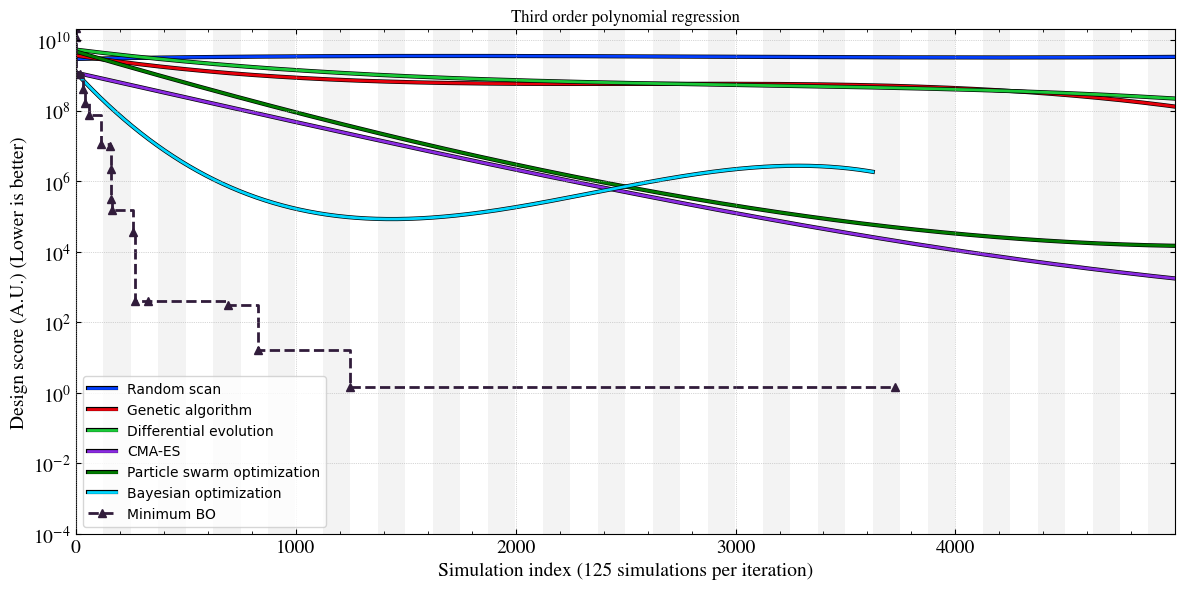 Third order polynomial regression
Design score (A.U.) (Lower is better)
10^10
10^8
10^6
10^4
10^2
10^0
10^−2
10^−4
Random scan
Genetic algorithm
Differential evolution
CMA-ES
Particle swarm optimization
Bayesian optimization
Minimum BO
0 1000 2000 3000 4000
Simulation index (125 simulations per iteration)